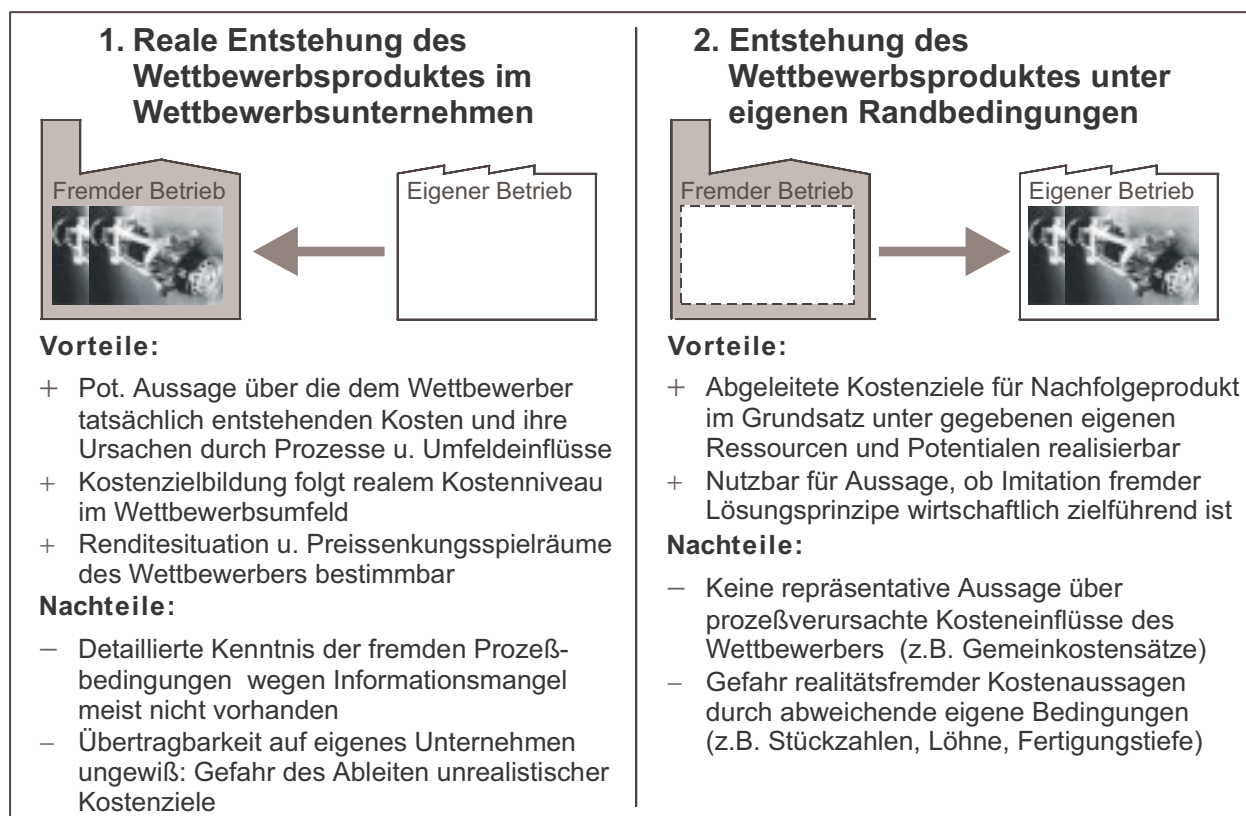 1. Reale Entstehung des
Wettbewerbsproduktes im
Wettbewerbsunternehmen
Fremder Betrieb
Eigener Betrieb
Vorteile:
+ Pot. Aussage über die dem Wettbewerber
tatsächlich entstehenden Kosten und ihre
Ursachen durch Prozesse u. Umfeldeinflüsse
+ Kostenzielbildung folgt realem Kostenniveau
im Wettbewerbsumfeld
+ Renditesituation u. Preissenkungsspielräume
des Wettbewerbers bestimmbar
Nachteile:
– Detaillierte Kenntnis der fremden Prozeß-
bedingungen wegen Informationsmangel
meist nicht vorhanden
– Übertragbarkeit auf eigenes Unternehmen
ungewiß: Gefahr des Ableiten unrealistischer
Kostenziele
2. Entstehung des
Wettbewerbsproduktes unter
eigenen Randbedingungen
Fremder Betrieb
Eigener Betrieb
Vorteile:
+ Abgeleitete Kostenziele für Nachfolgeprodukt
im Grundsatz unter gegebenen eigenen
Ressourcen und Potentialen realisierbar
+ Nutzbar für Aussage, ob Imitation fremder
Lösungsprinzipe wirtschaftlich zielführend ist
Nachteile:
– Keine repräsentative Aussage über
prozeßverursachte Kosteneinflüsse des
Wettbewerbers (z.B. Gemeinkostensätze)
– Gefahr realitätsfremder Kostenaussagen
durch abweichende eigene Bedingungen
(z.B. Stückzahlen, Löhne, Fertigungstiefe)